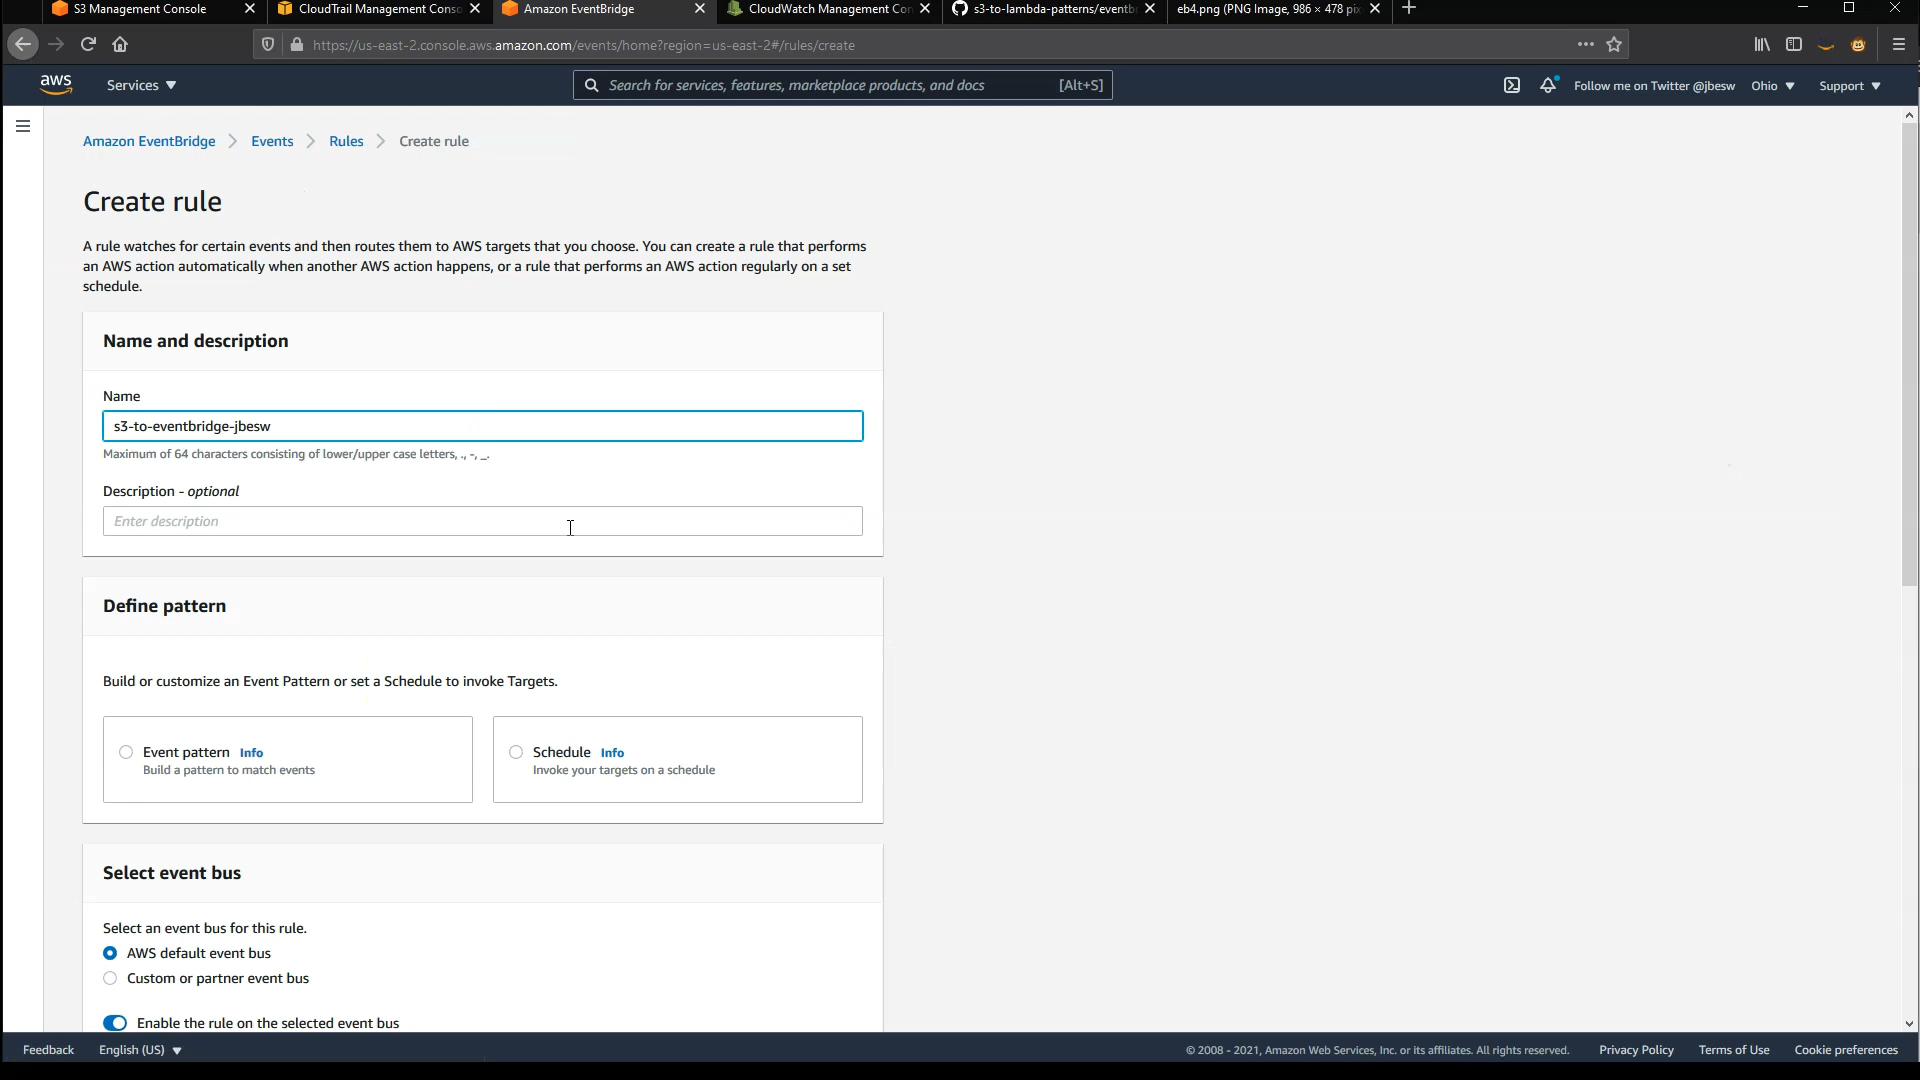 S3 Management Console
CloudTrail Management Conso
Amazon EventBridge
CloudWatch Management Con
s3-to-lambda-patterns/eventb
eb4.png (PNG Image, 986 × 478 pix
https://us-east-2.console.aws.amazon.com/events/home?region=us-east-2#/rules/create
aws
Services
Search for services, features, marketplace products, and docs
[Alt+S]
Follow me on Twitter @jbesw
Ohio
Support
Amazon EventBridge
Events
Rules
Create rule
Create rule
A rule watches for certain events and then routes them to AWS targets that you choose. You can create a rule that performs
an AWS action automatically when another AWS action happens, or a rule that performs an AWS action regularly on a set
schedule.
Name and description
Name
s3-to-eventbridge-jbesw
Maximum of 64 characters consisting of lower/upper case letters, ., -, _.
Description - optional
Enter description
Define pattern
Build or customize an Event Pattern or set a Schedule to invoke Targets.
Event pattern Info
Build a pattern to match events
Schedule Info
Invoke your targets on a schedule
Select event bus
Select an event bus for this rule.
AWS default event bus
Custom or partner event bus
Enable the rule on the selected event bus
Feedback
English (US)
© 2008 - 2021, Amazon Web Services, Inc. or its affiliates. All rights reserved.
Privacy Policy
Terms of Use
Cookie preferences